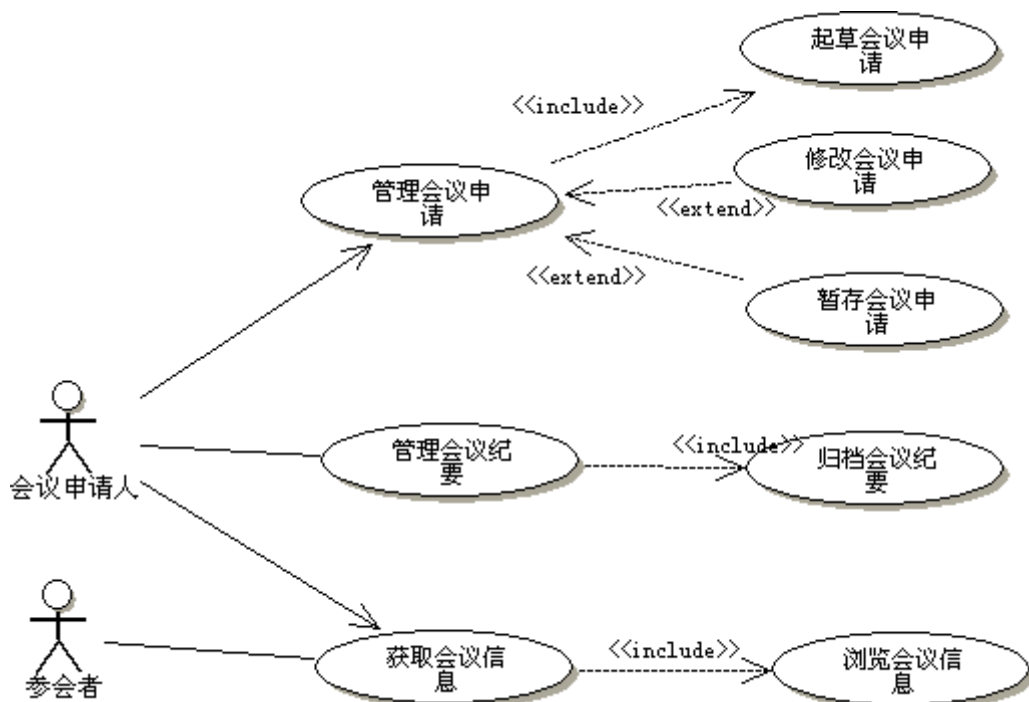 起草会议申
请
<<include>>
修改会议申
请
管理会议申
请
<<extend>>
<<extend>>
暂存会议申
请
管理会议纪
要
<<include>>
归档会议纪
要
会议申请人
获取会议信
息
<<include>>
浏览会议信
息
参会者